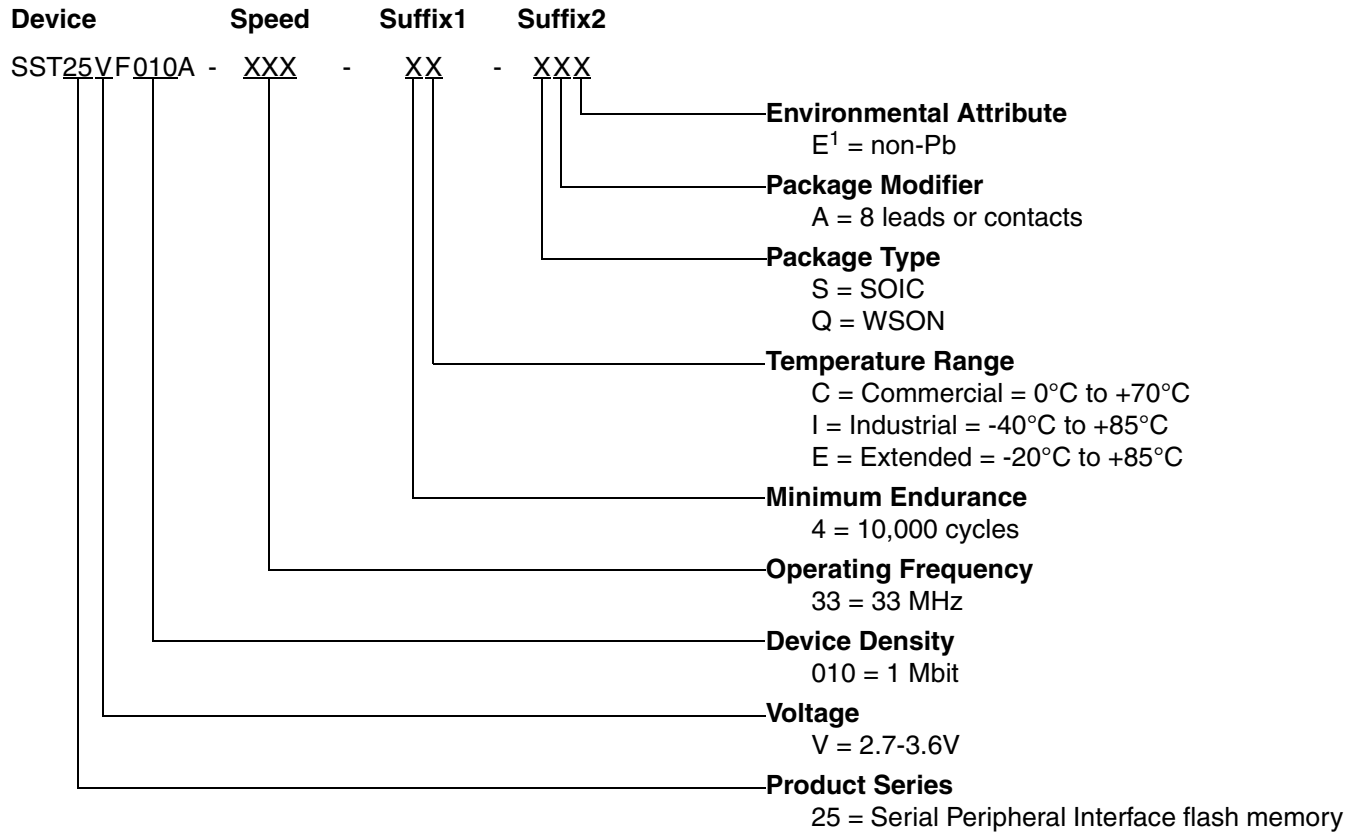 Device Speed Suffix1 Suffix2
SST25VF010A - XXX - XX - XXX
Environmental Attribute
E1 = non-Pb
Package Modifier
A = 8 leads or contacts
Package Type
S = SOIC
Q = WSON
Temperature Range
C = Commercial = 0°C to +70°C
I = Industrial = -40°C to +85°C
E = Extended = -20°C to +85°C
Minimum Endurance
4 = 10,000 cycles
Operating Frequency
33 = 33 MHz
Device Density
010 = 1 Mbit
Voltage
V = 2.7-3.6V
Product Series
25 = Serial Peripheral Interface flash memory